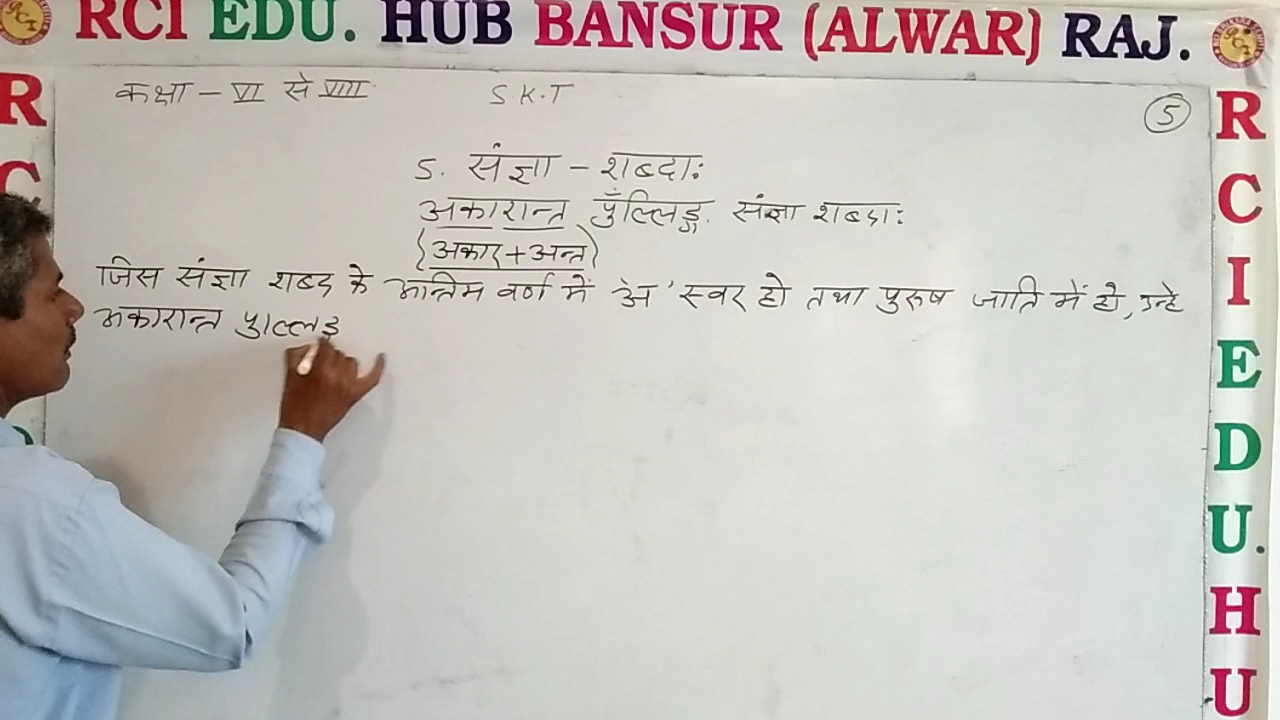 RCI EDU. HUB BANSUR (ALWAR) RAJ.
कक्षा - VI से VIII
S K.T
5
5. संज्ञा - शब्दाः
अकारान्त पुँल्लिङ्ग संज्ञा शब्दाः
(अकार+अन्त)
जिस संज्ञा शब्द के अन्तिम वर्ण में 'अ' स्वर हो तथा पुरुष जाति में हो, उन्हे
अकारान्त पुल्लिङ
R
C
R
C
I
E
D
U.
H
U